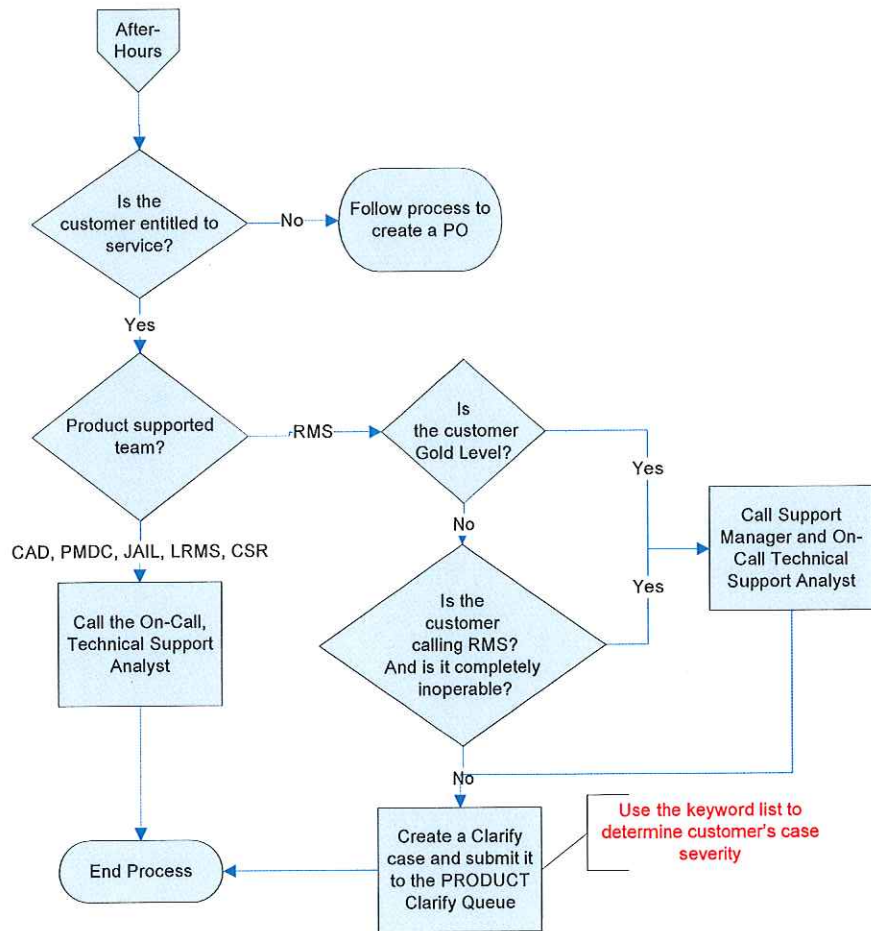 After-
Hours
Is the
customer entitled to
service?
No
Follow process to
create a PO
Yes
Product supported
team?
RMS
Is
the customer
Gold Level?
Yes
No
CAD, PMDC, JAIL, LRMS, CSR
Call Support
Manager and On-
Call Technical
Support Analyst
Yes
Is the
customer
calling RMS?
And is it completely
inoperable?
Call the On-Call,
Technical Support
Analyst
No
Use the keyword list to
determine customer's case
severity
Create a Clarify
case and submit it
to the PRODUCT
Clarify Queue
End Process